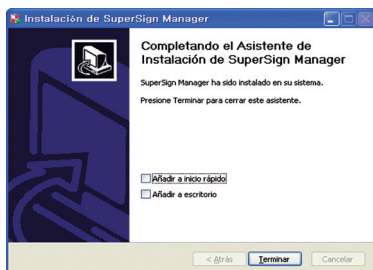 Instalación de SuperSign Manager
Completando el Asistente de
Instalación de SuperSign Manager
SuperSign Manager ha sido instalado en su sistema.
Presione Terminar para cerrar este asistente.
Añadir a inicio rápido
Añadir a escritorio
< Atrás
Terminar
Cancelar